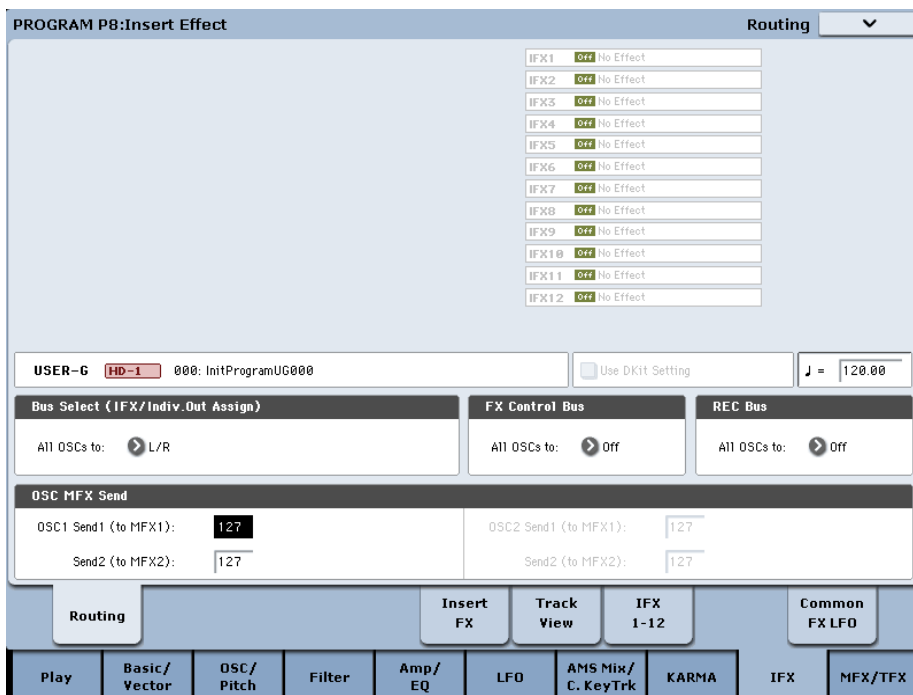 PROGRAM P8:Insert Effect Routing
IFX1 Off No Effect
IFX2 Off No Effect
IFX3 Off No Effect
IFX4 Off No Effect
IFX5 Off No Effect
IFX6 Off No Effect
IFX7 Off No Effect
IFX8 Off No Effect
IFX9 Off No Effect
IFX10 Off No Effect
IFX11 Off No Effect
IFX12 Off No Effect
USER-G HD-1 000: InitProgramUG000 Use DKit Setting ♩ = 120.00
Bus Select (IFX/Indiv.Out Assign) FX Control Bus REC Bus
All OSCs to: L/R All OSCs to: Off All OSCs to: Off
OSC MFX Send
OSC1 Send1 (to MFX1): 127 OSC2 Send1 (to MFX1): 127
Send2 (to MFX2): 127 Send2 (to MFX2): 127
Routing Insert FX Track View IFX 1-12 Common FX LFO
Play Basic/Vector OSC/Pitch Filter Amp/EQ LFO AMS Mix/C. KeyTrk KARMA IFX MFX/TFX